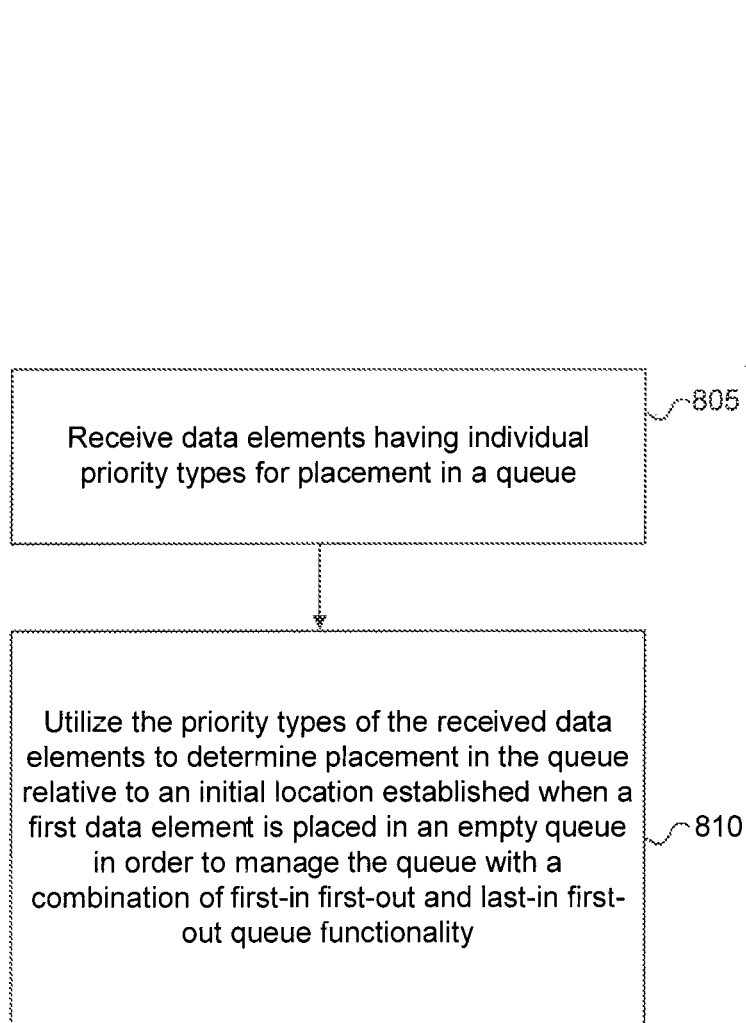 805
Receive data elements having individual
priority types for placement in a queue
Utilize the priority types of the received data
elements to determine placement in the queue
relative to an initial location established when a
first data element is placed in an empty queue
in order to manage the queue with a
combination of first-in first-out and last-in first-
out queue functionality
810